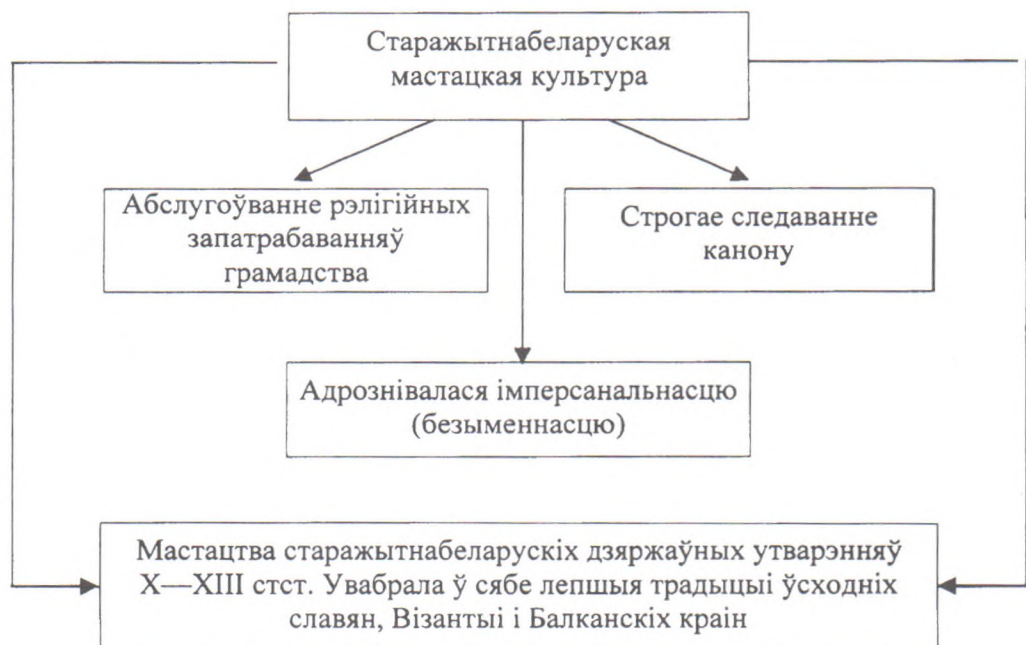 Старажытнабеларуская
мастацкая культура
Абслугоўванне рэлігійных
запатрабаванняў
грамадства
Строгае следаванне
канону
Адрознівалася імперсанальнасцю
(безыменнасцю)
Мастацтва старажытнабеларускіх дзяржаўных утварэнняў
X—XIII стст. Увабрала ў сябе лепшыя традыцыі ўсходніх
славян, Візантыі і Балканскіх краін